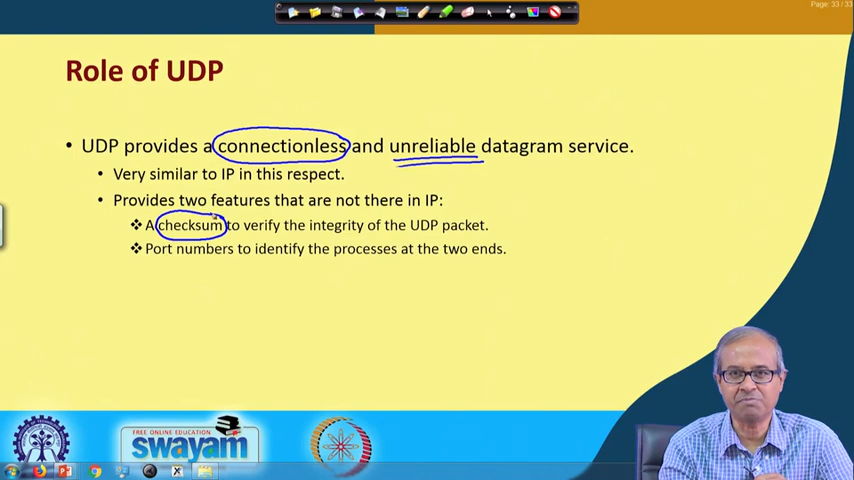 Page: 33 / 33
Role of UDP
• UDP provides a connectionless and unreliable datagram service.
• Very similar to IP in this respect.
• Provides two features that are not there in IP:
❖ A checksum to verify the integrity of the UDP packet.
❖ Port numbers to identify the processes at the two ends.
FREE ONLINE EDUCATION
swayam